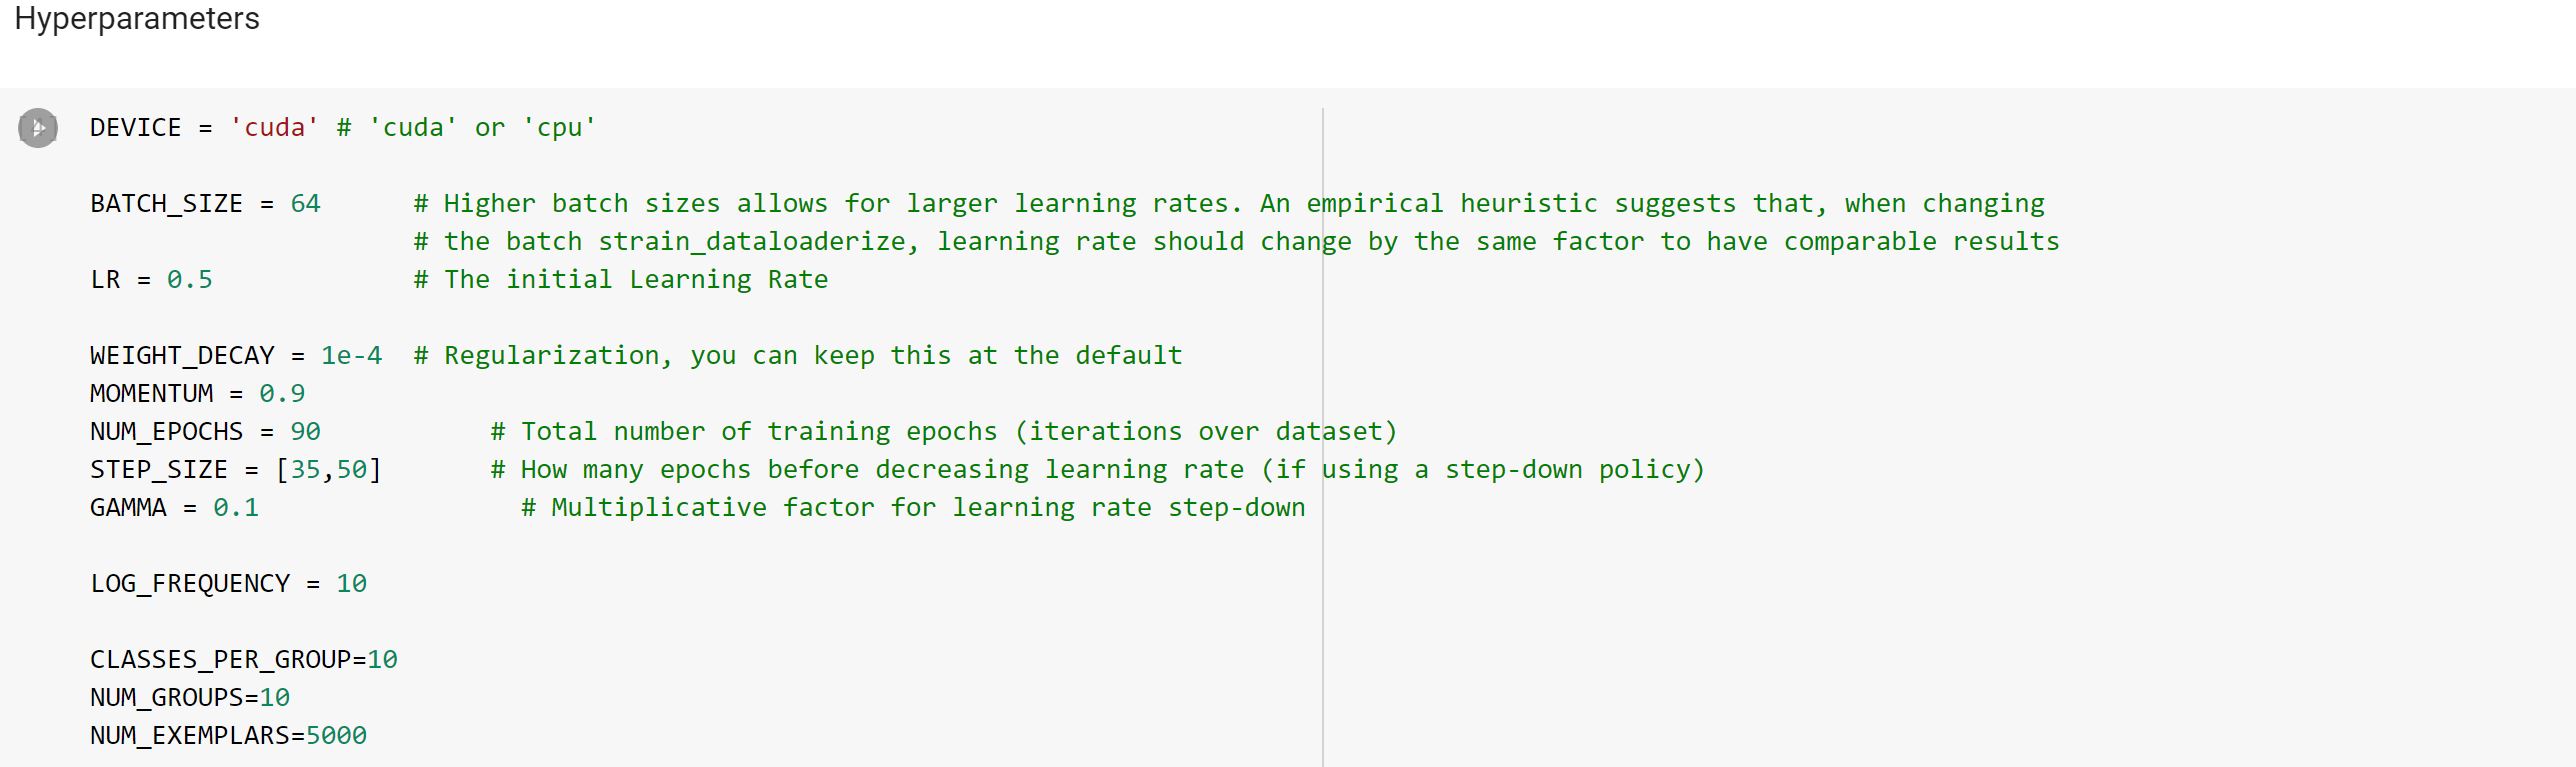 Hyperparameters
DEVICE = 'cuda' # 'cuda' or 'cpu'
BATCH_SIZE = 64 # Higher batch sizes allows for larger learning rates. An empirical heuristic suggests that, when changing
# the batch strain_dataloaderize, learning rate should change by the same factor to have comparable results
LR = 0.5 # The initial Learning Rate
WEIGHT_DECAY = 1e-4 # Regularization, you can keep this at the default
MOMENTUM = 0.9
NUM_EPOCHS = 90 # Total number of training epochs (iterations over dataset)
STEP_SIZE = [35,50] # How many epochs before decreasing learning rate (if using a step-down policy)
GAMMA = 0.1 # Multiplicative factor for learning rate step-down
LOG_FREQUENCY = 10
CLASSES_PER_GROUP=10
NUM_GROUPS=10
NUM_EXEMPLARS=5000